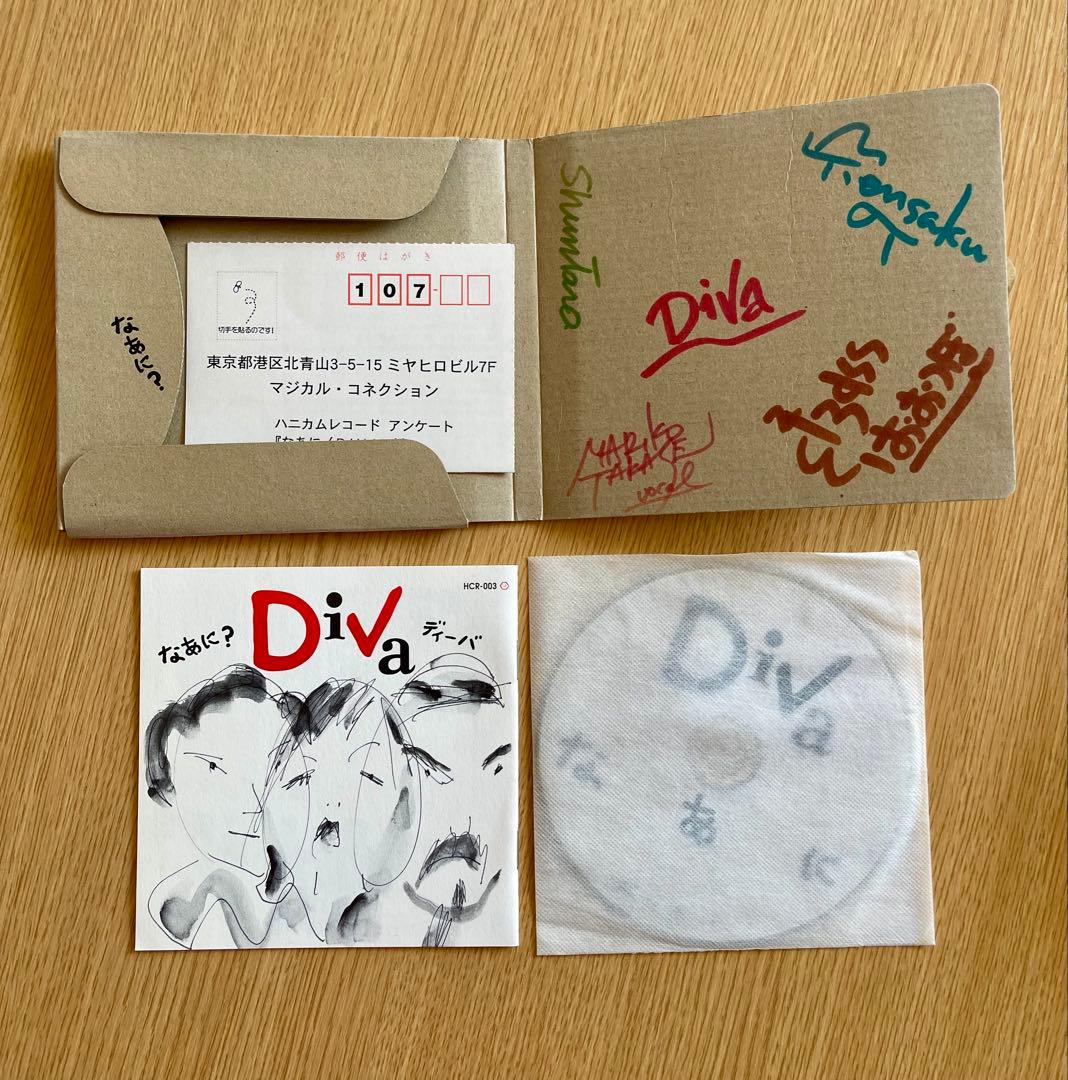 なあに?
郵便はがき
107-
切手を貼るのです!
東京都港区北青山3-5-15 ミヤヒロビル7F
マジカル・コネクション
ハニカムレコード アンケート
Shuntaro
Kensaku
DiVa
MARIKO
TAKASE
vocal
HCR-003
なあに?
DiVa
ディーバ
DiVa
な
あ
に